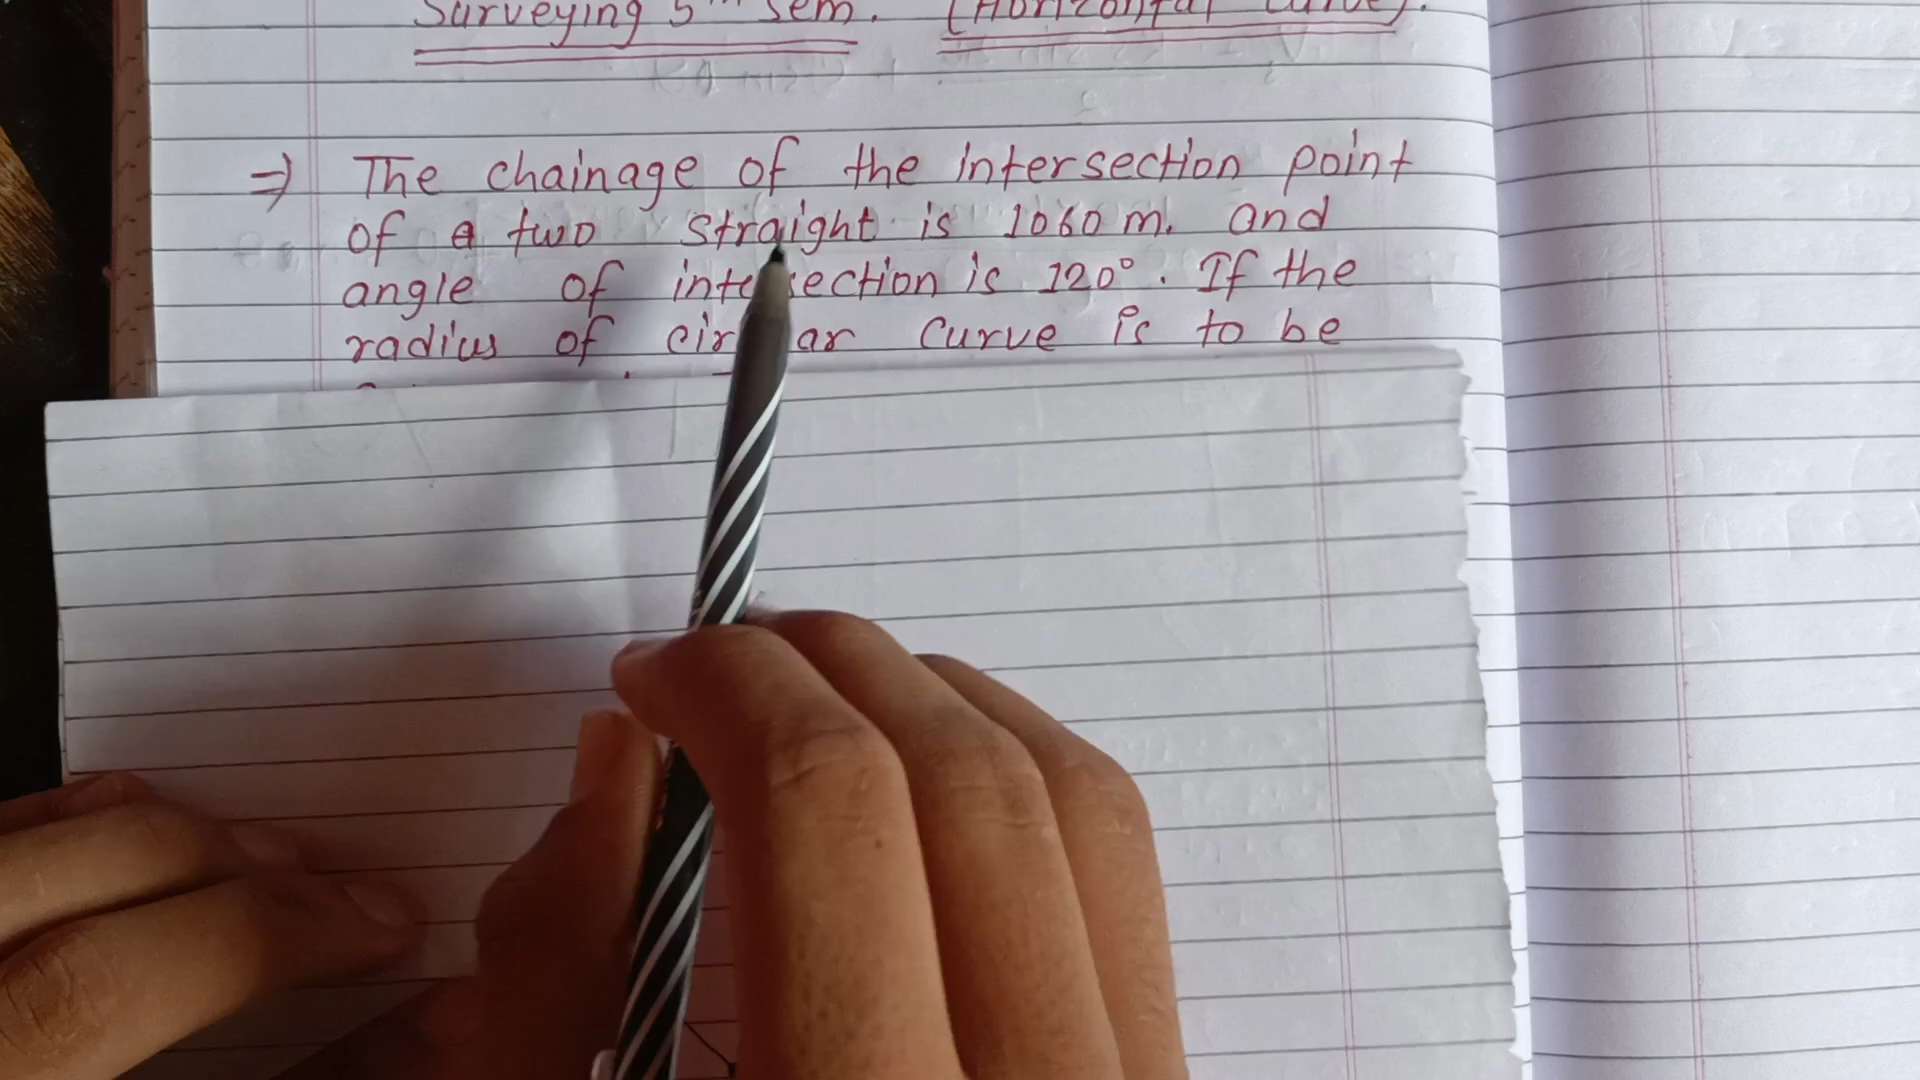 Surveying 5th sem. (Horizontal Curve).
⇒ The chainage of the intersection point
of a two straight is 1060 m. and
angle of intersection is 120°. If the
radius of circular curve is to be